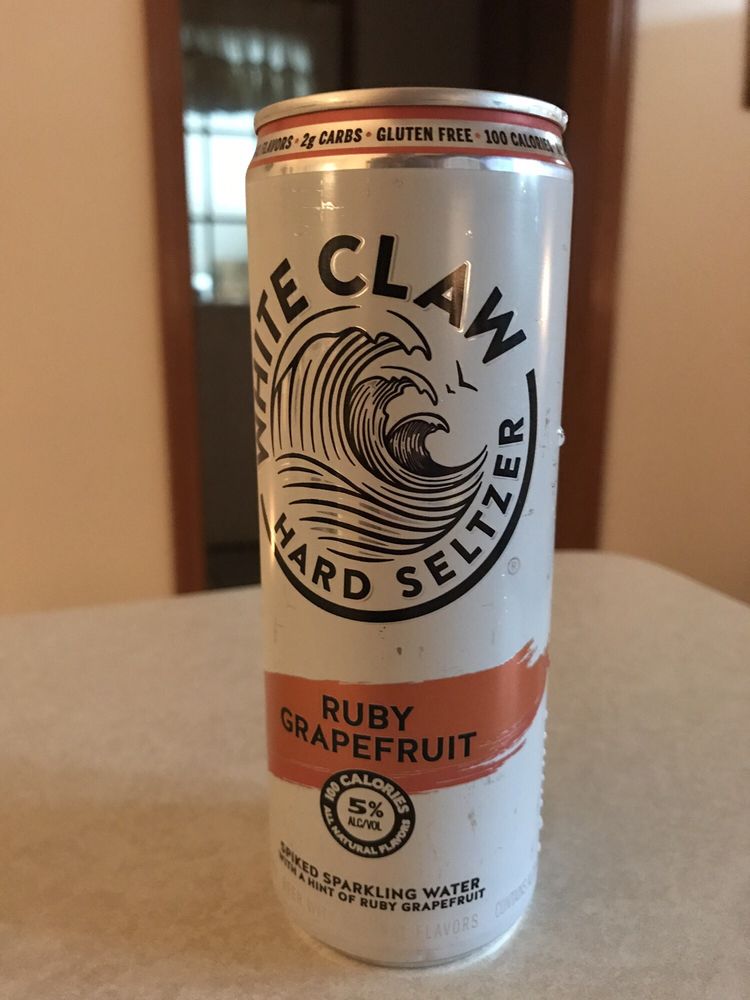 FLAVORS • 2g CARBS • GLUTEN FREE • 100 CALORIES
WHITE CLAW
HARD SELTZER
®
RUBY
GRAPEFRUIT
100 CALORIES
5%
ALC/VOL
ALL NATURAL FLAVORS
SPIKED SPARKLING WATER
WITH A HINT OF RUBY GRAPEFRUIT
FLAVORS